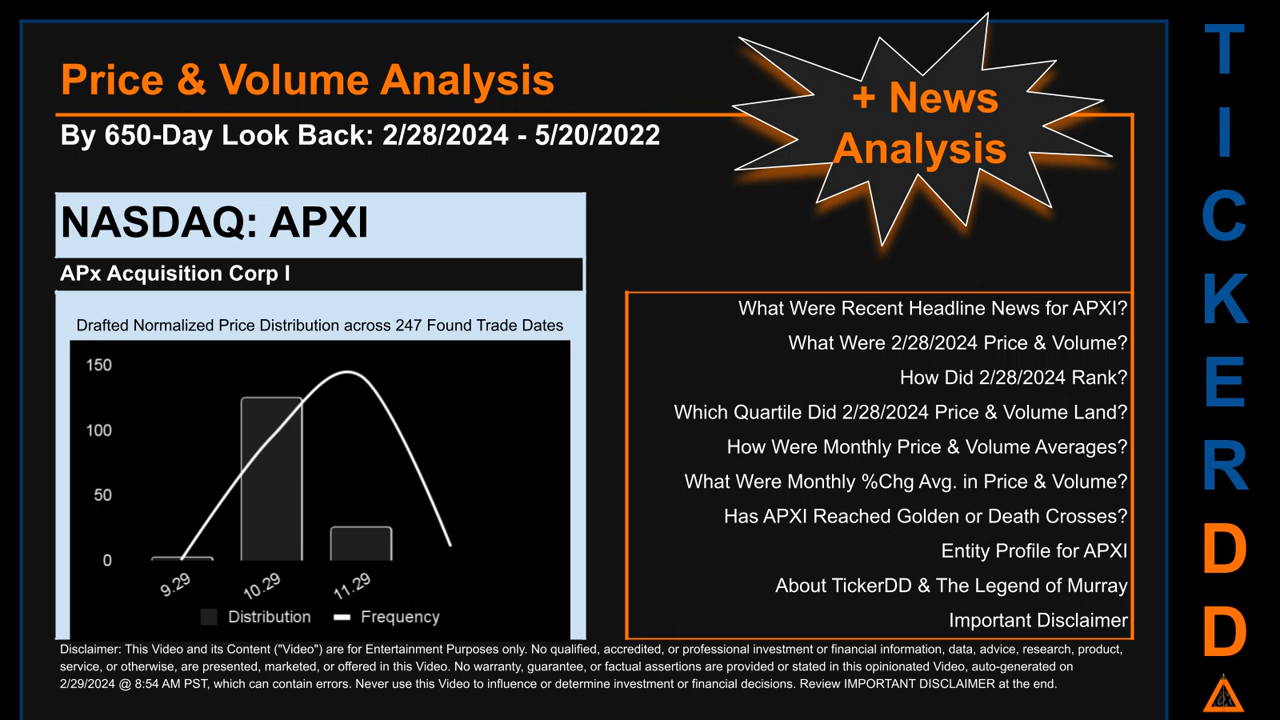 Price & Volume Analysis
By 650-Day Look Back: 2/28/2024 - 5/20/2022
+ News
Analysis
NASDAQ: APXI
APx Acquisition Corp I
Drafted Normalized Price Distribution across 247 Found Trade Dates
150
100
50
0
9.29
10.29
11.29
Distribution
Frequency
What Were Recent Headline News for APXI?
What Were 2/28/2024 Price & Volume?
How Did 2/28/2024 Rank?
Which Quartile Did 2/28/2024 Price & Volume Land?
How Were Monthly Price & Volume Averages?
What Were Monthly %Chg Avg. in Price & Volume?
Has APXI Reached Golden or Death Crosses?
Entity Profile for APXI
About TickerDD & The Legend of Murray
Important Disclaimer
Disclaimer: This Video and its Content ("Video") are for Entertainment Purposes only. No qualified, accredited, or professional investment or financial information, data, advice, research, product,
service, or otherwise, are presented, marketed, or offered in this Video. No warranty, guarantee, or factual assertions are provided or stated in this opinionated Video, auto-generated on
2/29/2024 @ 8:54 AM PST, which can contain errors. Never use this Video to influence or determine investment or financial decisions. Review IMPORTANT DISCLAIMER at the end.
T
I
C
K
E
R
D
D